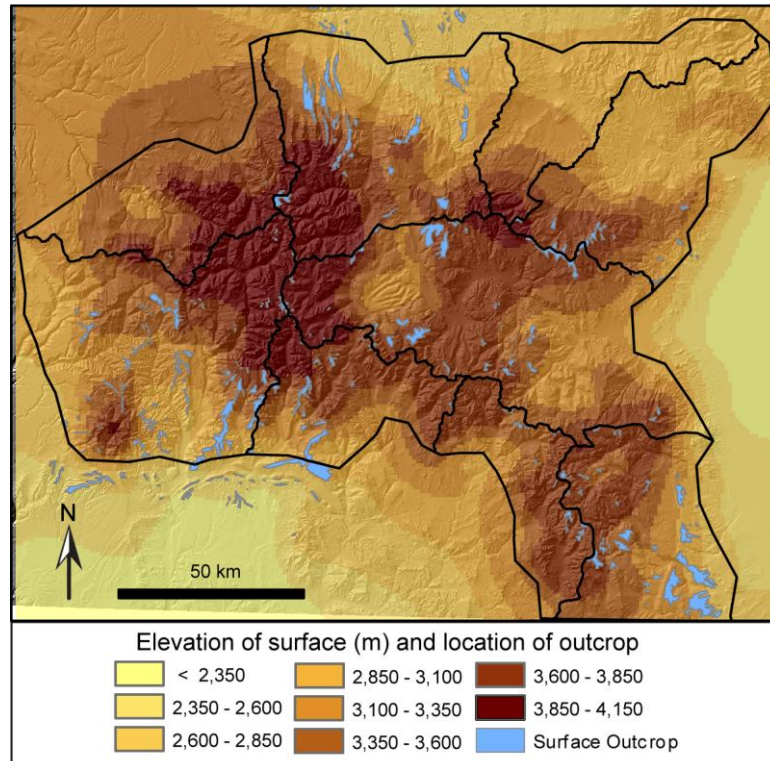 N
50 km
Elevation of surface (m) and location of outcrop
< 2,350
2,850 - 3,100
3,600 - 3,850
2,350 - 2,600
3,100 - 3,350
3,850 - 4,150
2,600 - 2,850
3,350 - 3,600
Surface Outcrop